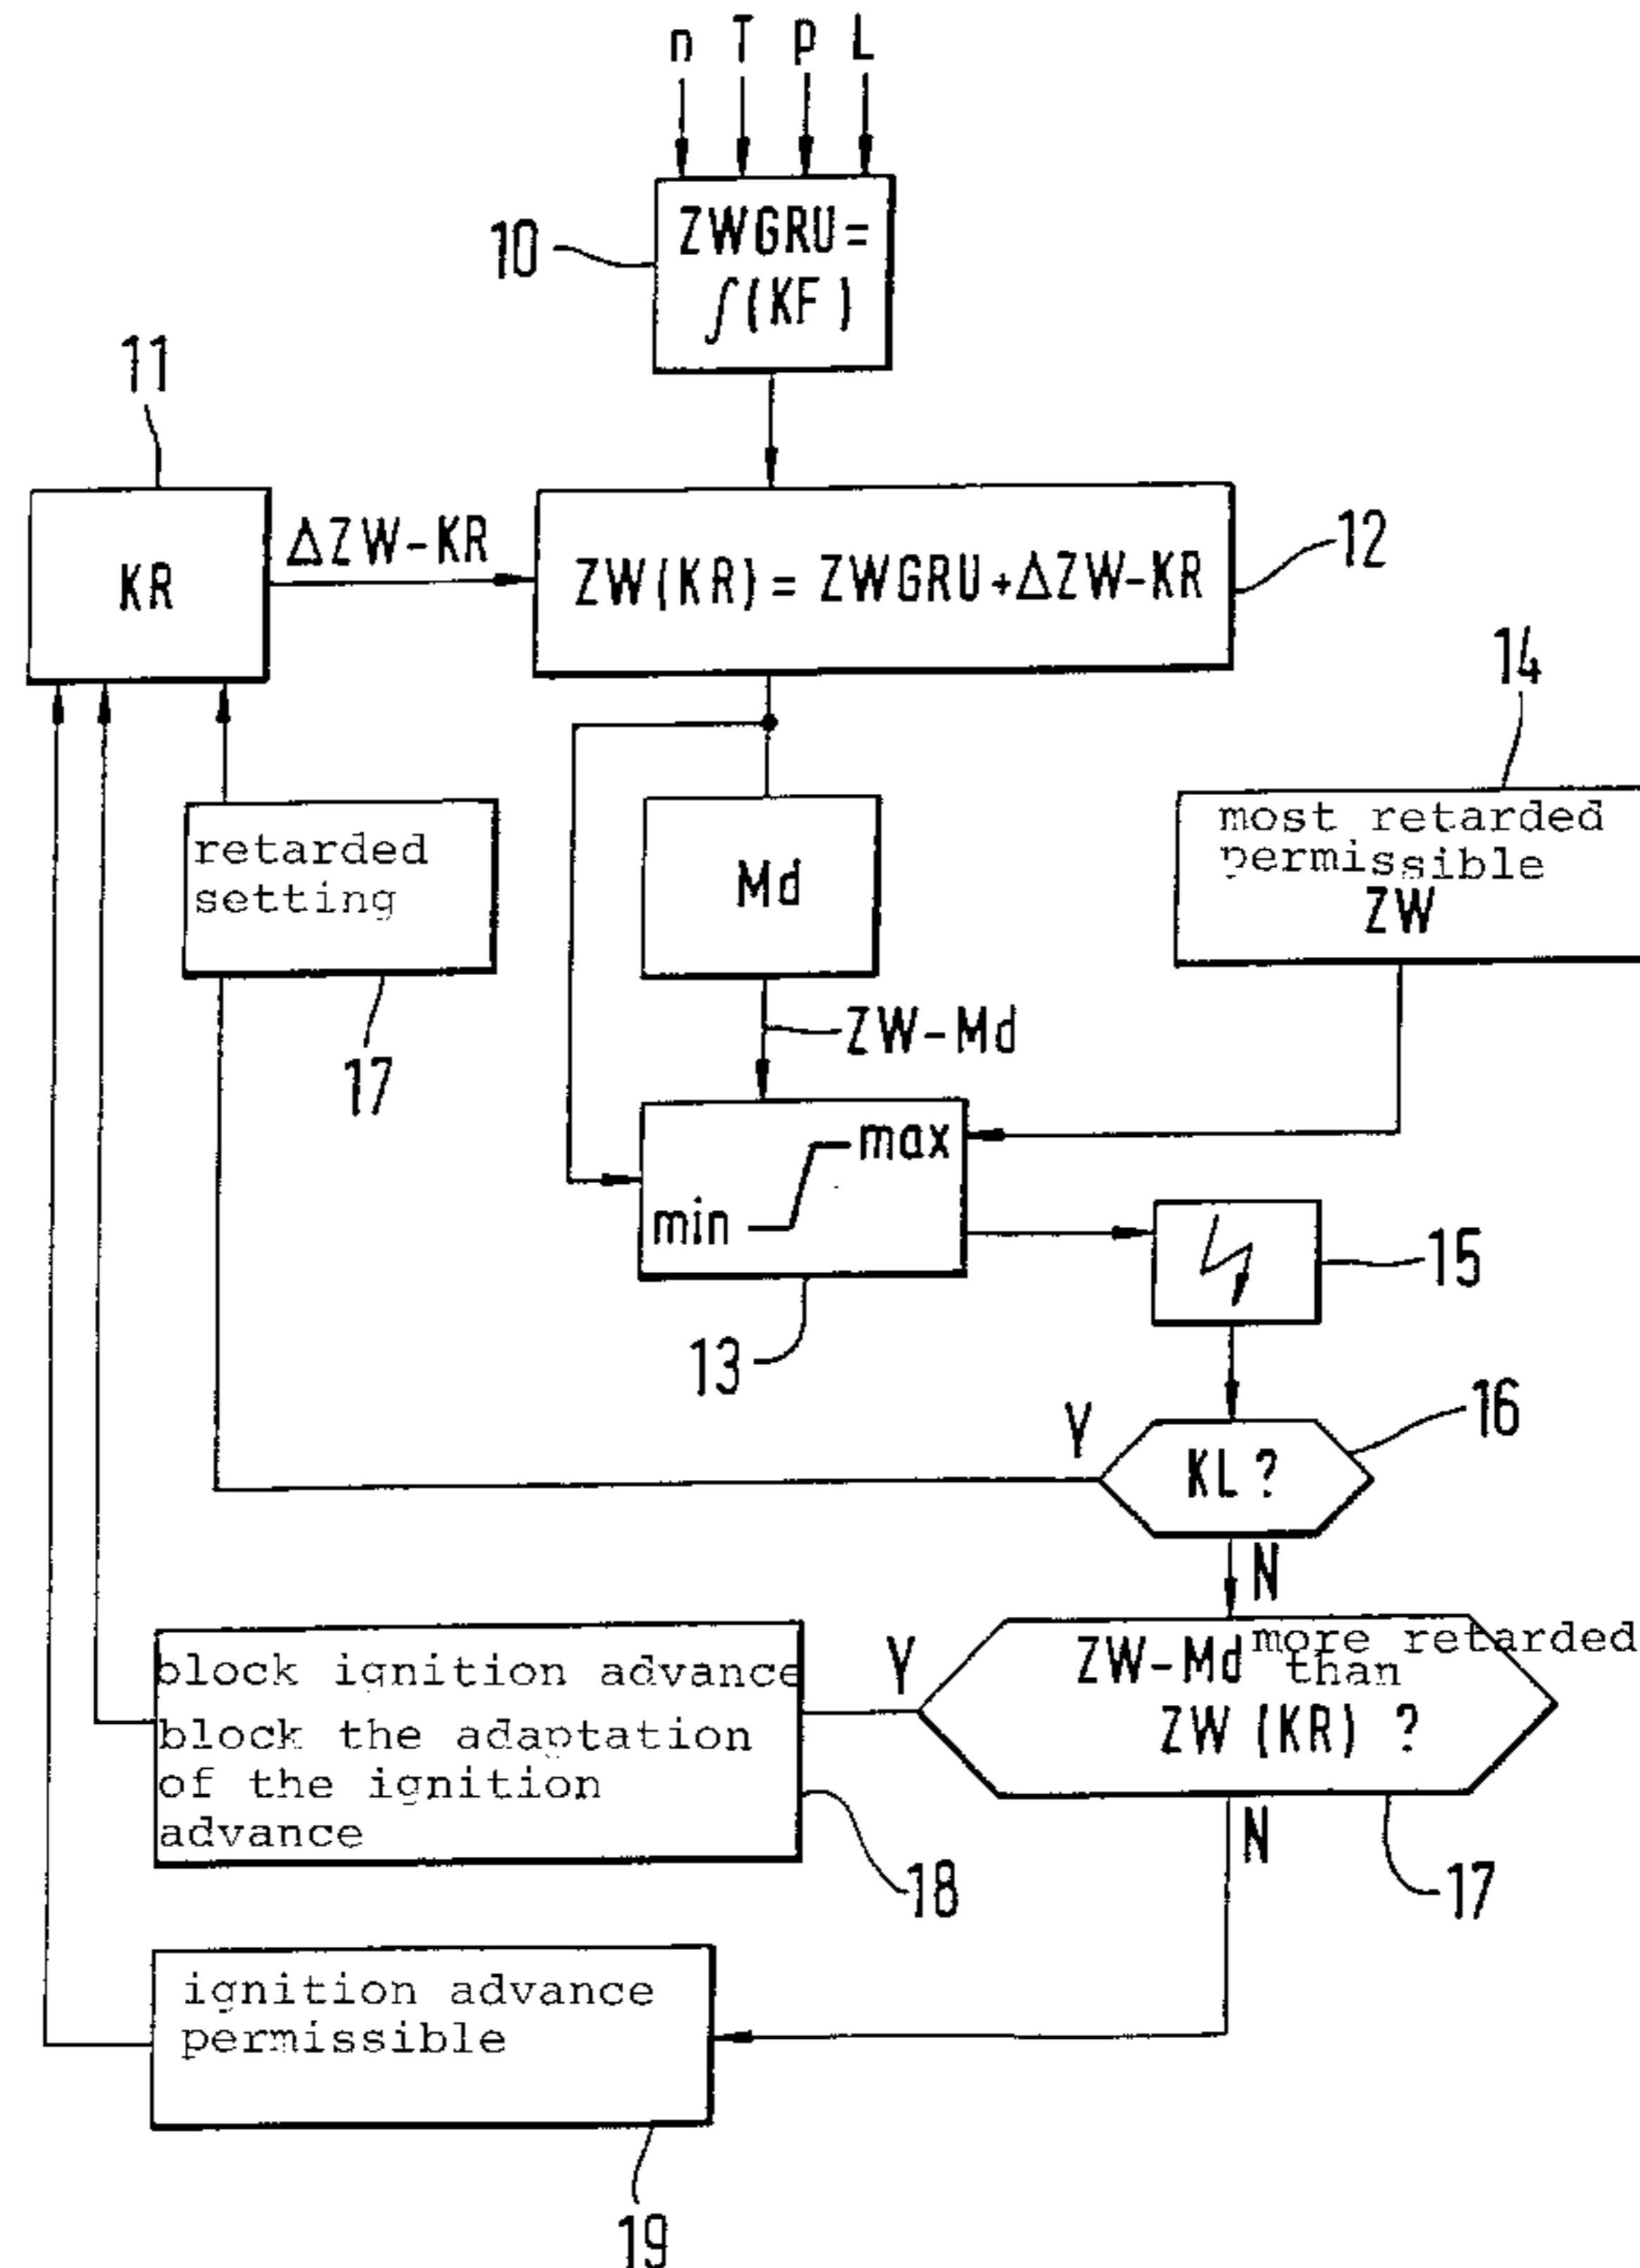 n T p L
10
ZWGRU =
∫(KF)
11
KR
ΔZW-KR
ZW(KR) = ZWGRU + ΔZW-KR
12
14
most retarded
permissible
ZW
retarded
setting
17
Md
ZW-Md
max
min
13
15
16
Y
KL ?
N
ZW-Md more retarded
than
ZW (KR) ?
Y
N
17
block ignition advance
block the adaptation
of the ignition
advance
18
ignition advance
permissible
19